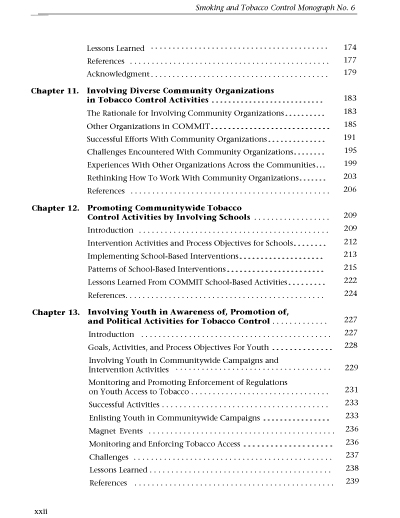 Smoking and Tobacco Control Monograph No. 6
Lessons Learned ........................................ 174
References ............................................ 177
Acknowledgment ........................................ 179
Chapter 11. Involving Diverse Community Organizations
in Tobacco Control Activities .......................... 183
The Rationale for Involving Community Organizations.......... 183
Other Organizations in COMMIT............................ 185
Successful Efforts With Community Organizations.............. 191
Challenges Encountered With Community Organizations........ 195
Experiences With Other Organizations Across the Communities... 199
Rethinking How To Work With Community Organizations....... 203
References ............................................ 206
Chapter 12. Promoting Communitywide Tobacco
Control Activities by Involving Schools .................. 209
Introduction .......................................... 209
Intervention Activities and Process Objectives for Schools........ 212
Implementing School-Based Interventions.................... 213
Patterns of School-Based Interventions...................... 215
Lessons Learned From COMMIT School-Based Activities......... 222
References............................................ 224
Chapter 13. Involving Youth in Awareness of, Promotion of,
and Political Activities for Tobacco Control ............. 227
Introduction .......................................... 227
Goals, Activities, and Process Objectives For Youth ............. 228
Involving Youth in Communitywide Campaigns and
Intervention Activities .................................. 229
Monitoring and Promoting Enforcement of Regulations
on Youth Access to Tobacco .............................. 231
Successful Activities .................................... 233
Enlisting Youth in Communitywide Campaigns ............... 233
Magnet Events ........................................ 236
Monitoring and Enforcing Tobacco Access .................... 236
Challenges ............................................ 237
Lessons Learned ........................................ 238
References ............................................ 239
xxii